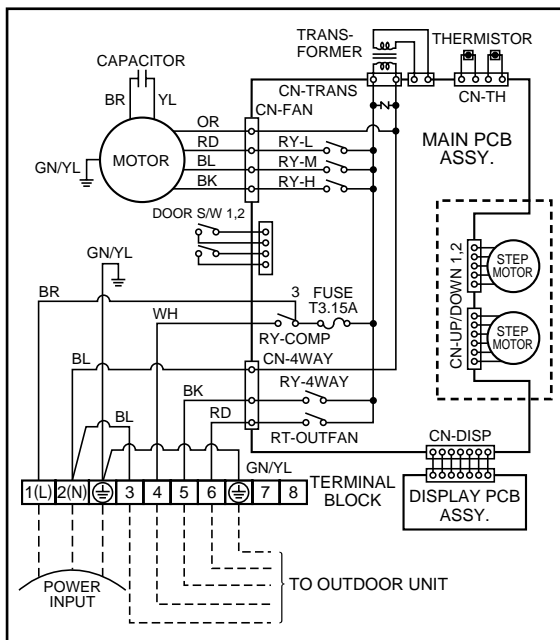 TRANS-
FORMER
THERMISTOR
CAPACITOR
CN-TRANS
CN-TH
BR
YL
CN-FAN
MAIN PCB
ASSY.
OR
RD
RY-L
MOTOR
BL
RY-M
GN/YL
BK
RY-H
DOOR S/W 1,2
GN/YL
CN-UP/DOWN 1,2
STEP
MOTOR
STEP
MOTOR
BR
3
FUSE
T3.15A
WH
RY-COMP
CN-4WAY
BL
RY-4WAY
BK
BL
RD
RT-OUTFAN
CN-DISP
GN/YL
1(L) 2(N) 3 4 5 6 7 8
TERMINAL
BLOCK
DISPLAY PCB
ASSY.
POWER
INPUT
TO OUTDOOR UNIT